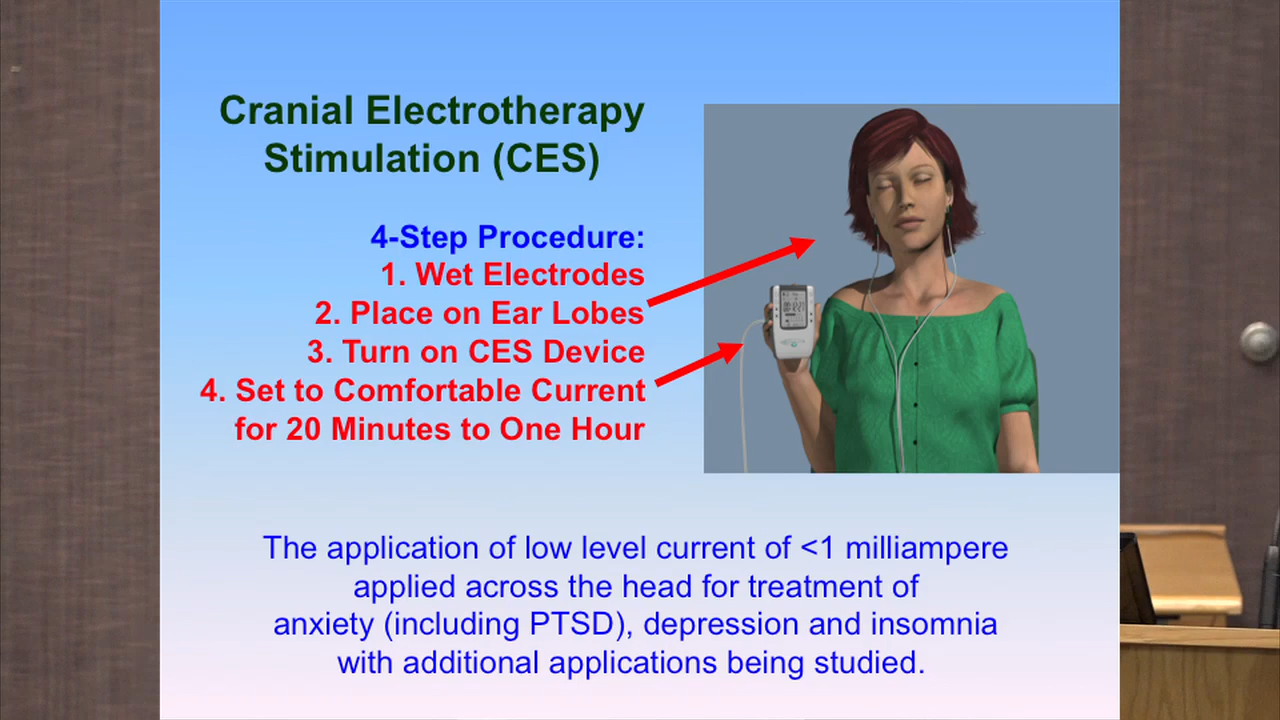 Cranial Electrotherapy
Stimulation (CES)
4-Step Procedure:
1. Wet Electrodes
2. Place on Ear Lobes
3. Turn on CES Device
4. Set to Comfortable Current
for 20 Minutes to One Hour
The application of low level current of <1 milliampere
applied across the head for treatment of
anxiety (including PTSD), depression and insomnia
with additional applications being studied.